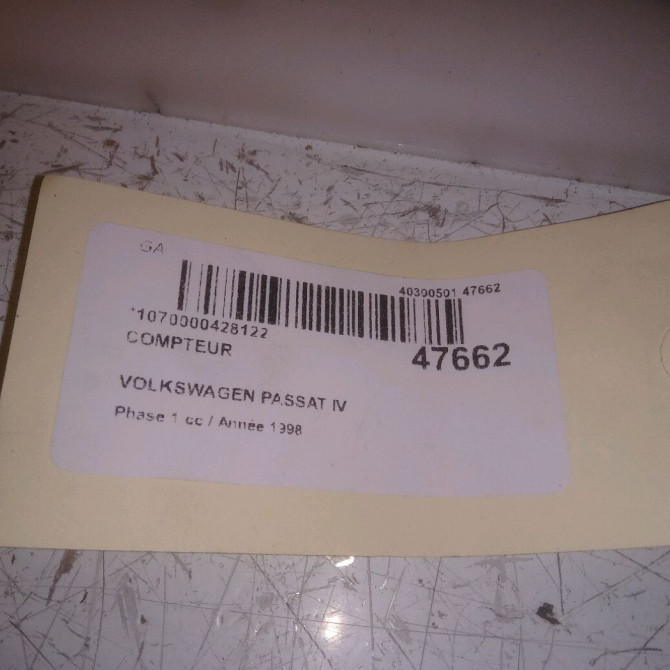 GA
40300501 47662
*1070000428122
COMPTEUR
47662
VOLKSWAGEN PASSAT IV
Phase 1 cc / Année 1998